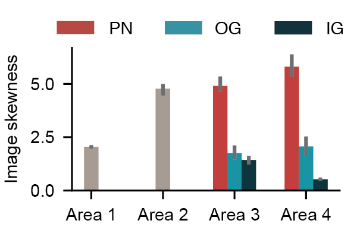 PN OG IG
Image skewness
5.0
2.5
0.0
Area 1 Area 2 Area 3 Area 4